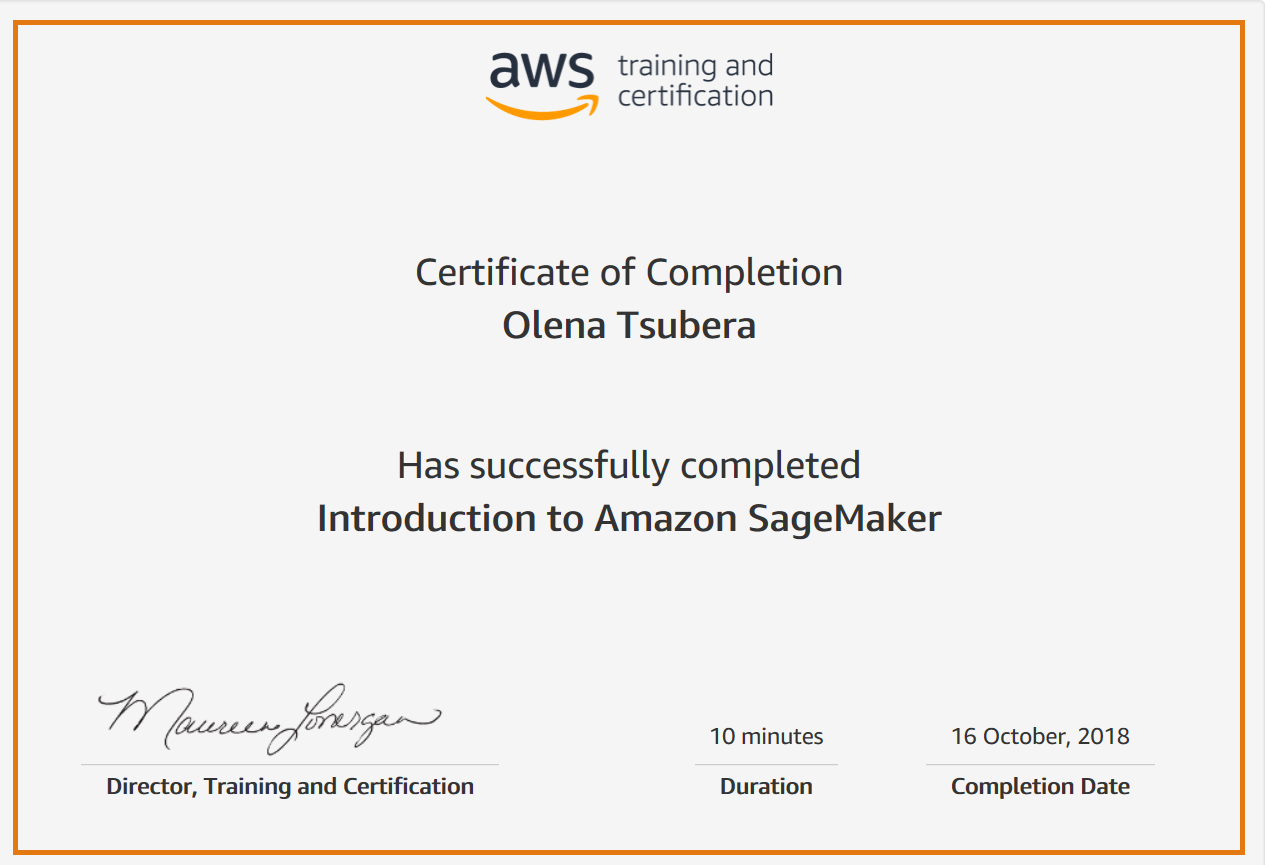 aws training and
certification
Certificate of Completion
Olena Tsubera
Has successfully completed
Introduction to Amazon SageMaker
Maureen Lonergan
Director, Training and Certification
10 minutes
Duration
16 October, 2018
Completion Date